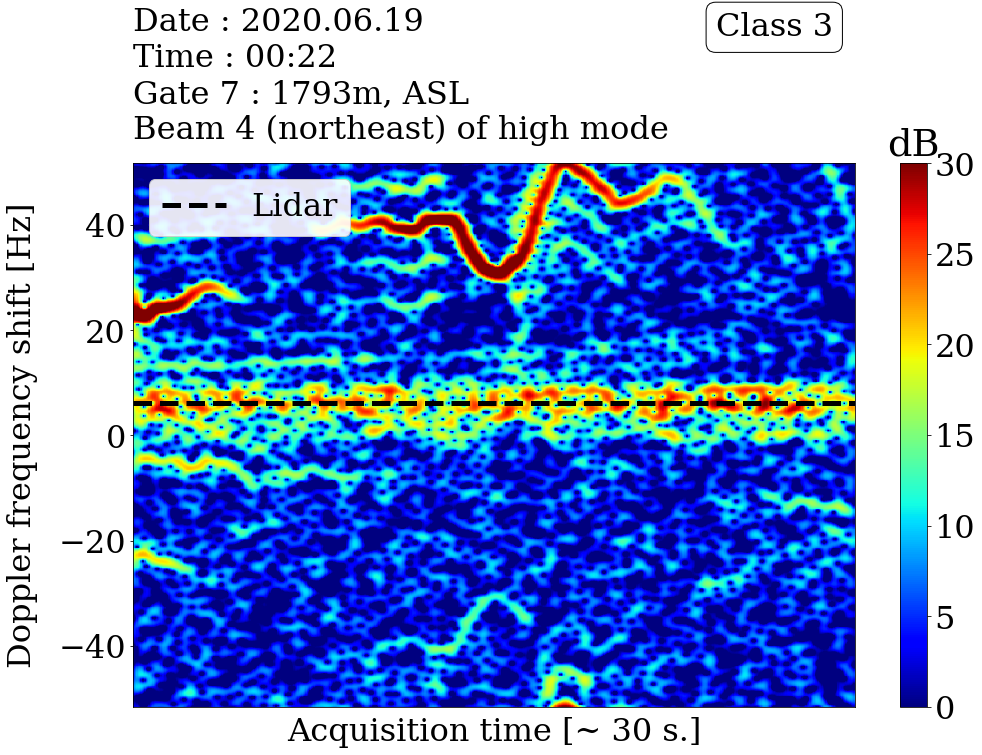 Date : 2020.06.19
Time : 00:22
Gate 7 : 1793m, ASL
Beam 4 (northeast) of high mode
Class 3
dB
Lidar
Doppler frequency shift [Hz]
40
20
0
−20
−40
30
25
20
15
10
5
0
Acquisition time [~ 30 s.]